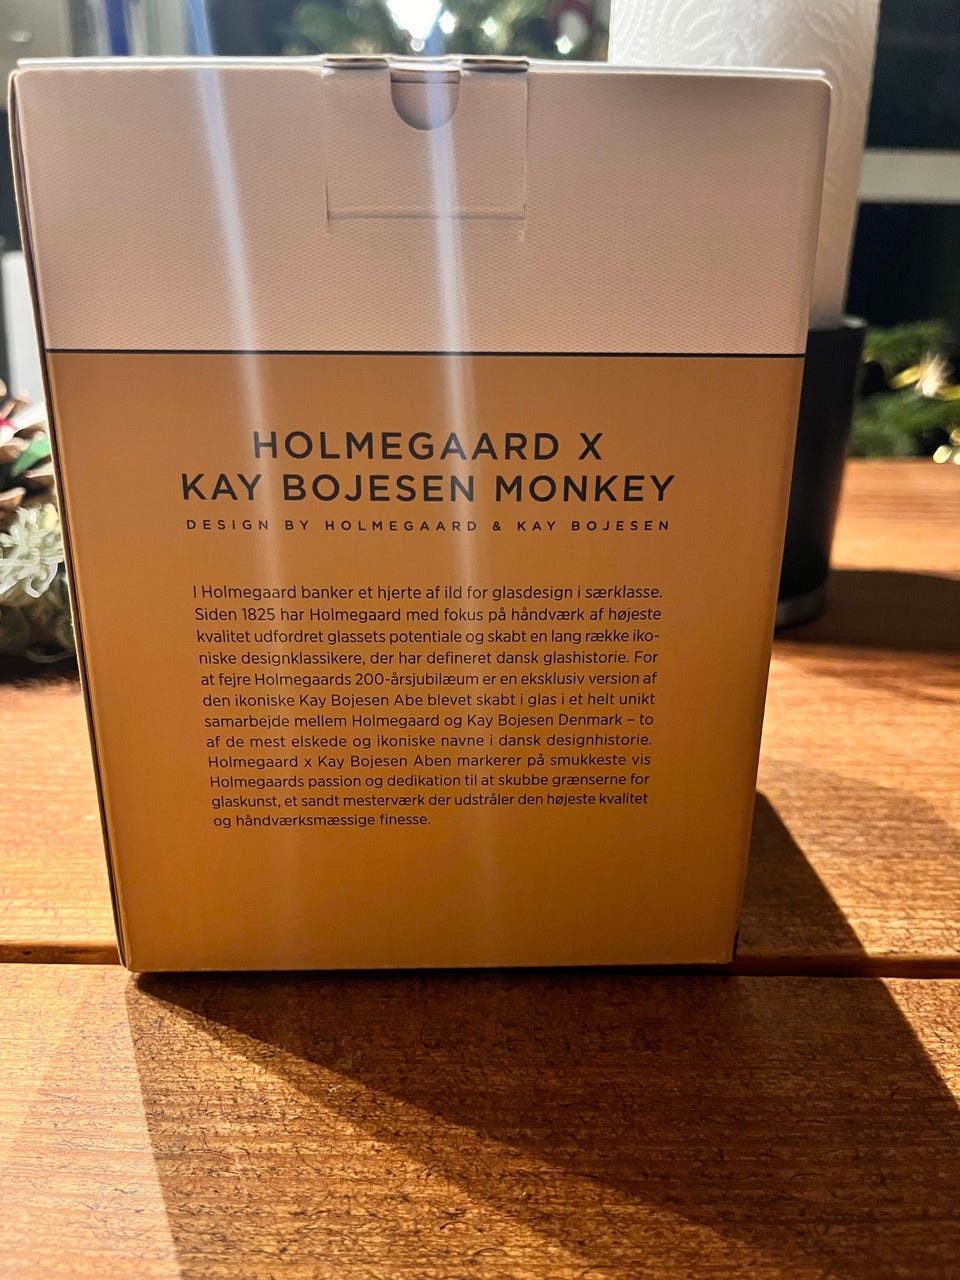 HOLMEGAARD X
KAY BOJESEN MONKEY
DESIGN BY HOLMEGAARD & KAY BOJESEN
I Holmegaard banker et hjerte af ild for glasdesign i særklasse.
Siden 1825 har Holmegaard med fokus på håndværk af højeste
kvalitet udfordret glassets potentiale og skabt en lang række iko-
niske designklassikere, der har defineret dansk glashistorie. For
at fejre Holmegaards 200-årsjubilæum er en eksklusiv version af
den ikoniske Kay Bojesen Abe blevet skabt i glas i et helt unikt
samarbejde mellem Holmegaard og Kay Bojesen Denmark – to
af de mest elskede og ikoniske navne i dansk designhistorie.
Holmegaard x Kay Bojesen Aben markerer på smukkeste vis
Holmegaards passion og dedikation til at skubbe grænserne for
glaskunst, et sandt mesterværk der udstråler den højeste kvalitet
og håndværksmæssige finesse.